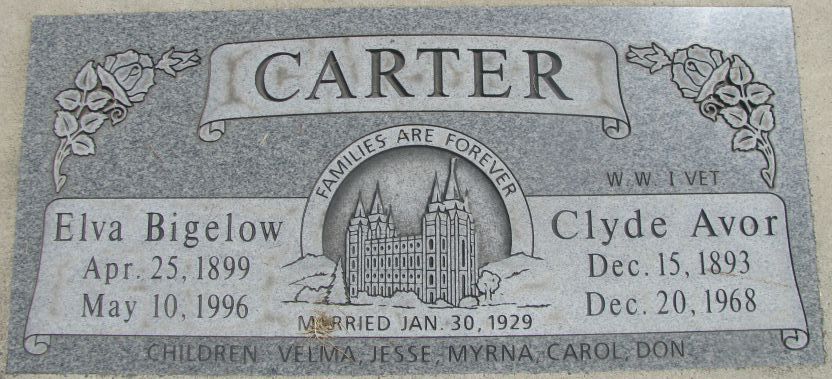 CARTER
FAMILIES ARE FOREVER
W.W. I VET
Elva Bigelow
Apr. 25, 1899
May 10, 1996
Clyde Avor
Dec. 15, 1893
Dec. 20, 1968
MARRIED JAN. 30, 1929
CHILDREN VELMA, JESSE, MYRNA, CAROL, DON